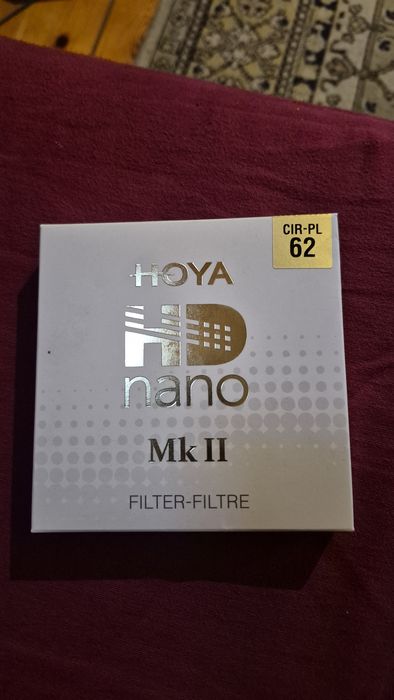 CIR-PL
62
HOYA
HD
nano
Mk II
FILTER-FILTRE